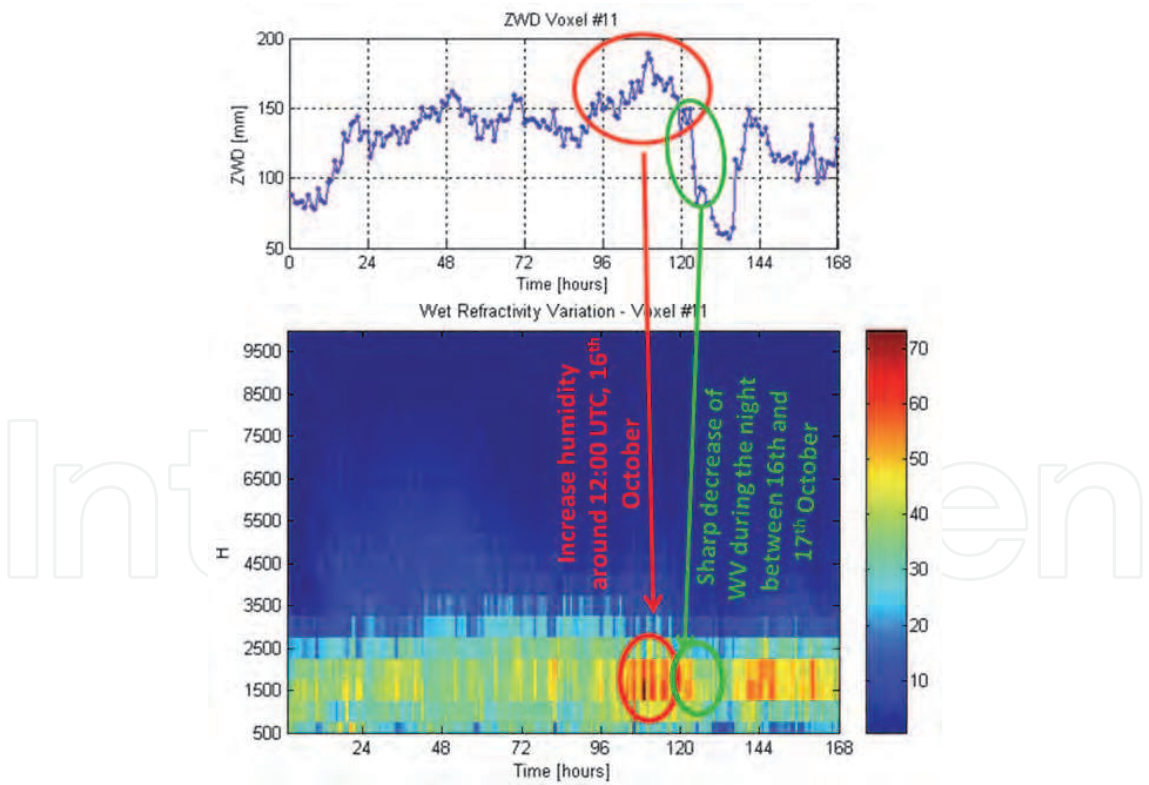 ZWD Voxel #11
200
150
100
50
ZWD [mm]
0 24 48 72 96 120 144 168
Time [hours]
Wet Refractivity Variation - Voxel #11
9500
8500
7500
6500
5500
4500
3500
2500
1500
500
H
Increase humidity
around 12:00 UTC, 16th
October
Sharp decrease of
WV during the night
between 16th and
17th October
70
60
50
40
30
20
10
24 48 72 96 120 144 168
Time [hours]
Inten